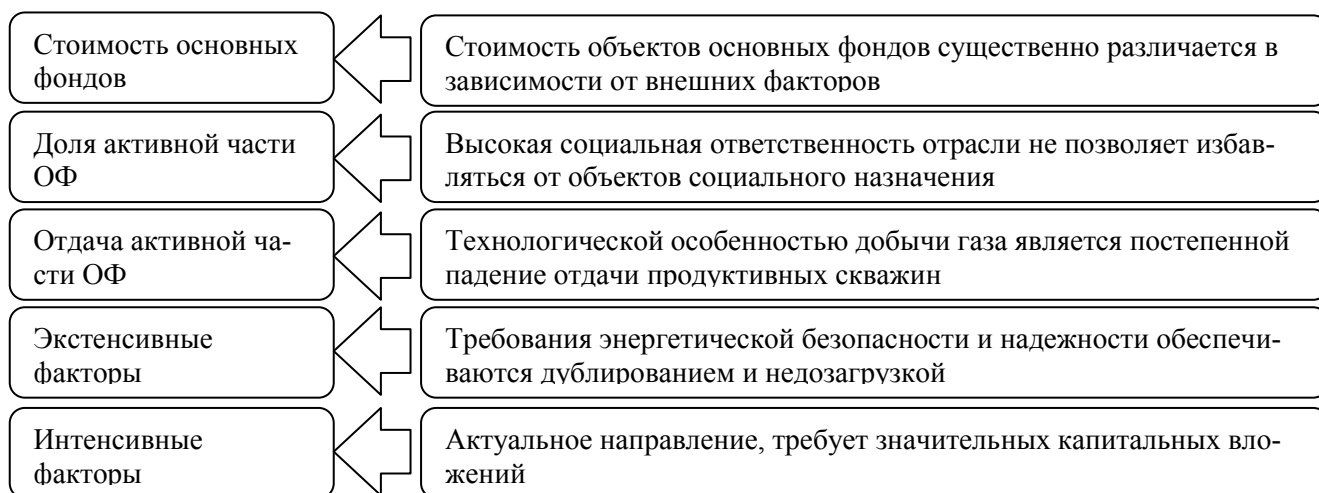 Стоимость основных
фондов
Стоимость объектов основных фондов существенно различается в
зависимости от внешних факторов
Доля активной части
ОФ
Высокая социальная ответственность отрасли не позволяет избав-
ляться от объектов социального назначения
Отдача активной ча-
сти ОФ
Технологической особенностью добычи газа является постепенной
падение отдачи продуктивных скважин
Экстенсивные
факторы
Требования энергетической безопасности и надежности обеспечи-
ваются дублированием и недозагрузкой
Интенсивные
факторы
Актуальное направление, требует значительных капитальных вло-
жений